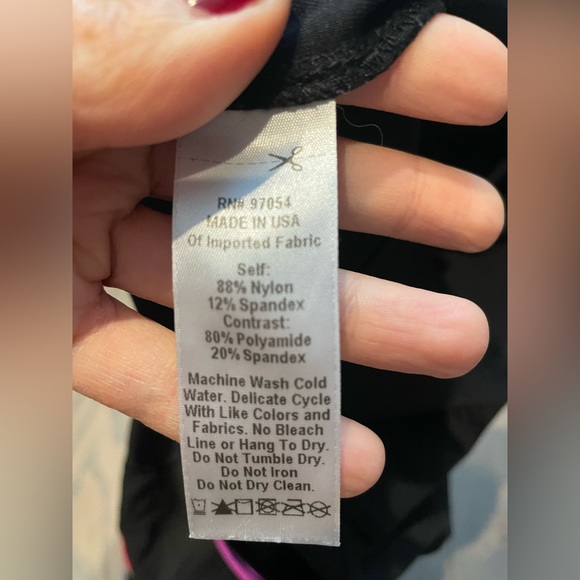 RN# 97054
MADE IN USA
Of Imported Fabric
Self:
88% Nylon
12% Spandex
Contrast:
80% Polyamide
20% Spandex
Machine Wash Cold
Water. Delicate Cycle
With Like Colors and
Fabrics. No Bleach
Line or Hang To Dry.
Do Not Tumble Dry.
Do Not Iron
Do Not Dry Clean.